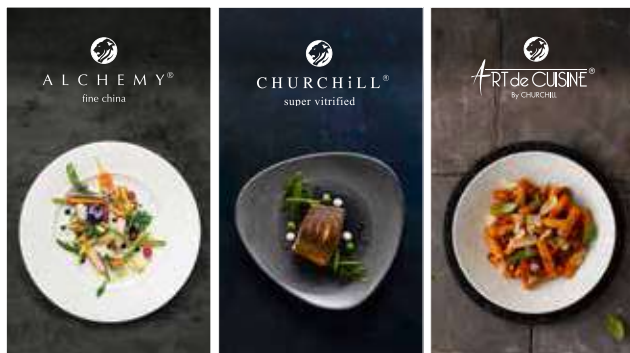 ALCHEMY®
fine china
CHURCHiLL®
super vitrified
ART de CUISINE®
By CHURCHILL